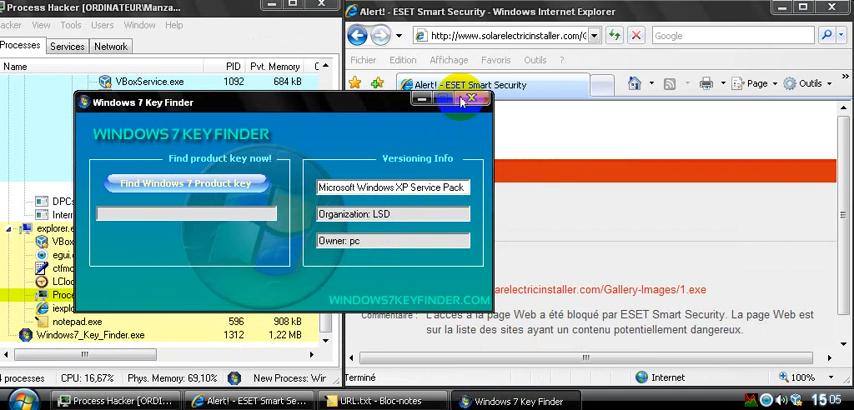 Process Hacker [ORDINATEUR\Manza...
Hacker View Tools Users Window Help
Processes Services Network
Name PID Pvt. Memory
VBoxService.exe 1092 684 kB
DPCs
Inter
explorer.e
VBo
egui.
ctfmo
LCloc
Proce
iexplo
notepad.exe 596 908 kB
Windows7_Key_Finder.exe 1312 1,22 MB
processes CPU: 16,67% Phys. Memory: 69,10% New Process: Wir
Windows 7 Key Finder
WINDOWS 7 KEY FINDER
Find product key now!
Find Windows 7 Product key
Versioning Info
Microsoft Windows XP Service Pack
Organization: LSD
Owner: pc
WINDOWS7KEYFINDER.COM
Alert! - ESET Smart Security - Windows Internet Explorer
http://www.solarelectricinstaller.com/G
Google
Fichier Edition Affichage Favoris Outils ?
Alert! - ESET Smart Security
Page Outils
arelectricinstaller.com/Gallery-Images/1.exe
Commentaire : L'accès à la page Web a été bloqué par ESET Smart Security. La page Web est
sur la liste des sites ayant un contenu potentiellement dangereux.
Terminé Internet 100%
Process Hacker [ORD... Alert! - ESET Smart Se... URL.txt - Bloc-notes Windows 7 Key Finder 15 05